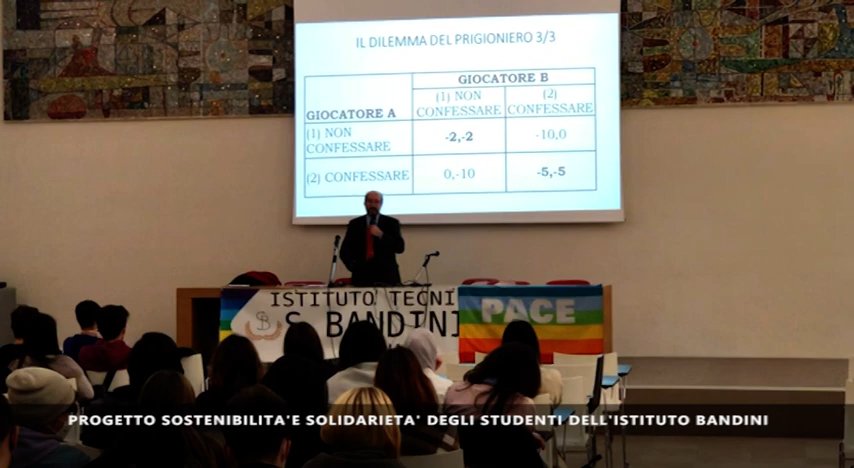 IL DILEMMA DEL PRIGIONIERO 3/3
GIOCATORE B
GIOCATORE A
(1) NON CONFESSARE
(2) CONFESSARE
(1) NON CONFESSARE
-2,-2
-10,0
(2) CONFESSARE
0,-10
-5,-5
ISTITUTO TECNI
S. BANDINI
PACE
PROGETTO SOSTENIBILITA'E SOLIDARIETA' DEGLI STUDENTI DELL'ISTITUTO BANDINI